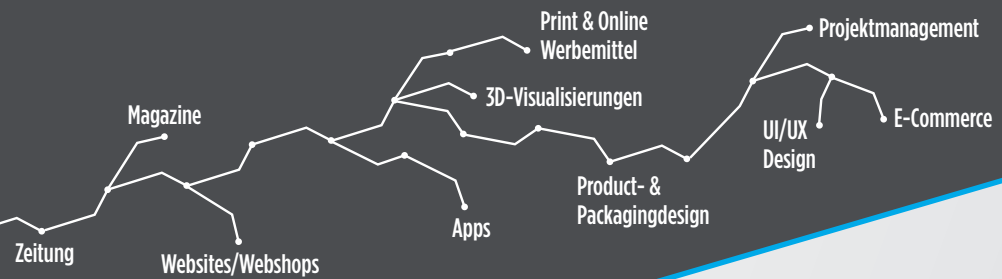 Zeitung
Magazine
Websites/Webshops
Print & Online
Werbemittel
3D-Visualisierungen
Apps
Product- &
Packagingdesign
Projektmanagement
UI/UX
Design
E-Commerce